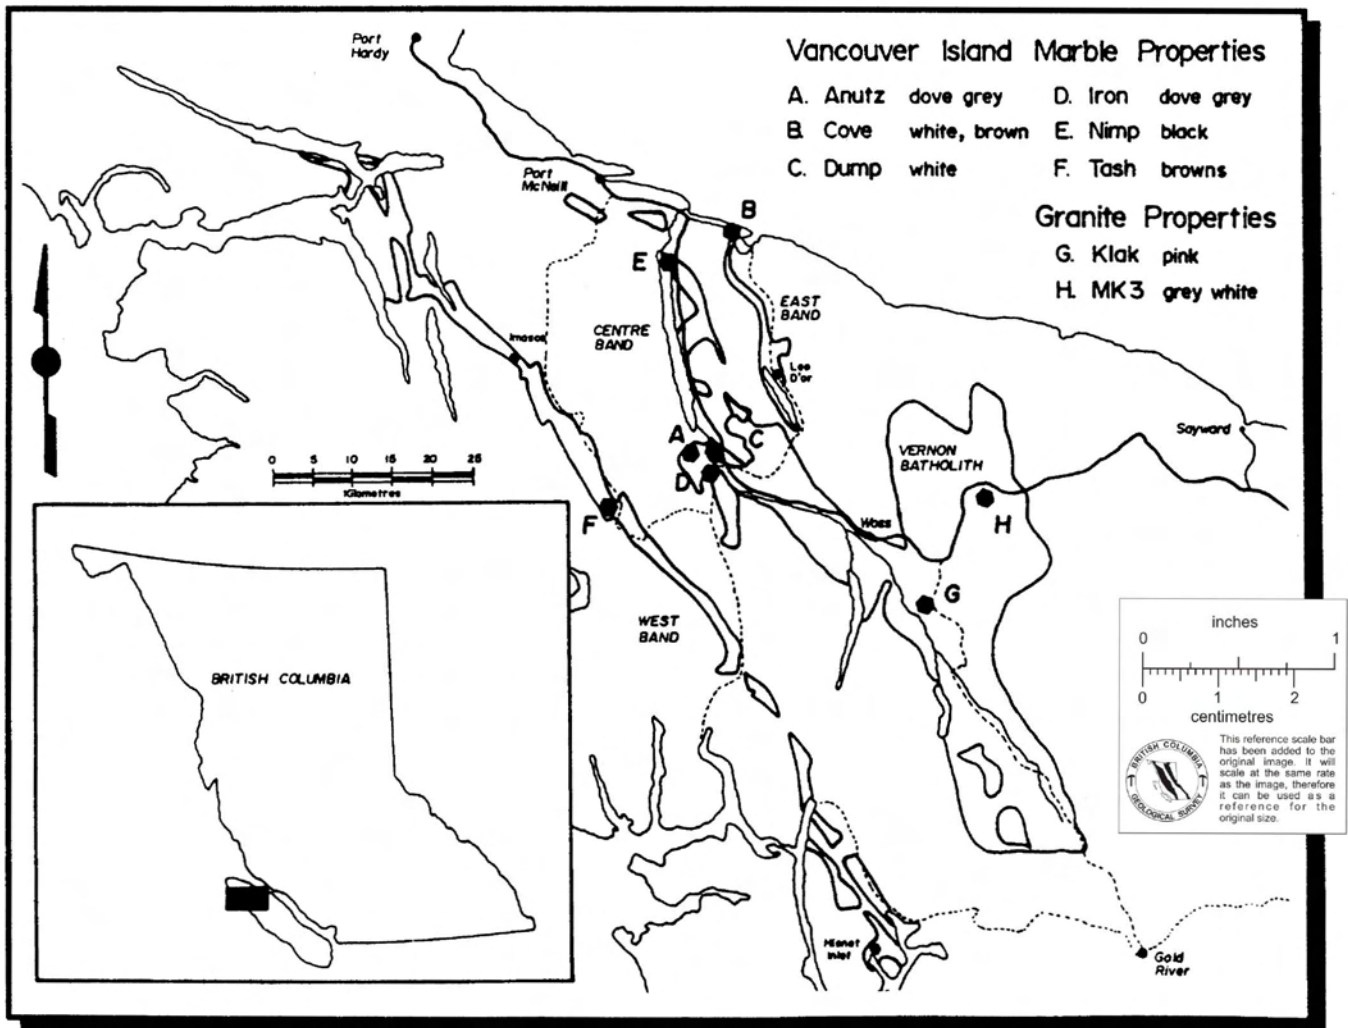 Vancouver Island Marble Properties
A. Anutz dove grey
B. Cove white, brown
C. Dump white
D. Iron dove grey
E. Nimp black
F. Tash browns
Granite Properties
G. Klak pink
H. MK3 grey white
Port
Hardy
Port
McNeill
B
E
EAST
BAND
CENTRE
BAND
Lee
D'or
A
C
D
F
VERNON
BATHOLITH
Sayward
H
Woss
G
WEST
BAND
0 5 10 15 20 25
Kilometres
BRITISH COLUMBIA
Inlet
Gold
River
inches
0 1
0 1 2
centimetres
BRITISH COLUMBIA
GEOLOGICAL SURVEY
This reference scale bar
has been added to the
original image. It will
scale at the same rate
as the image, therefore
it can be used as a
reference for the
original size.